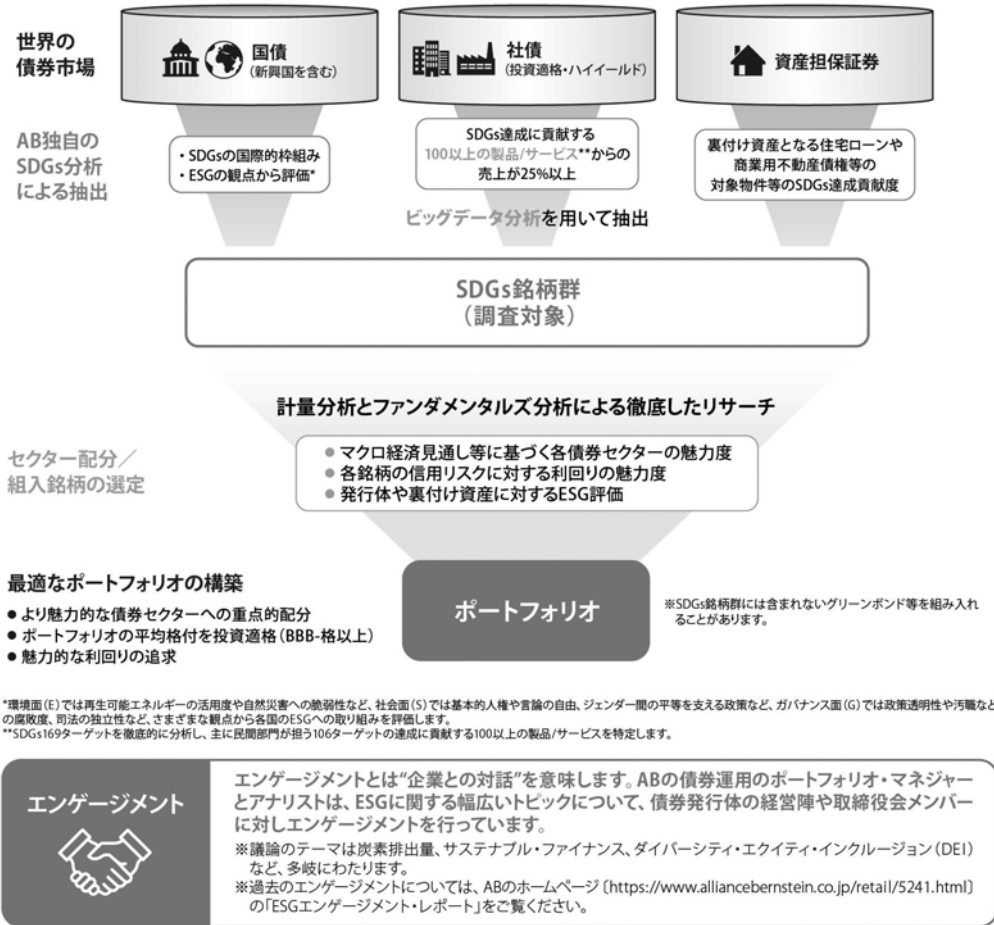 世界の
債券市場
国債
(新興国を含む)
社債
(投資適格・ハイイールド)
資産担保証券
AB独自の
SDGs分析
による抽出
・SDGsの国際的枠組み
・ESGの観点から評価*
SDGs達成に貢献する
100以上の製品/サービス**からの
売上が25%以上
裏付け資産となる住宅ローンや
商業用不動産債権等の
対象物件等のSDGs達成貢献度
ビッグデータ分析を用いて抽出
SDGs銘柄群
(調査対象)
計量分析とファンダメンタルズ分析による徹底したリサーチ
セクター配分/
組入銘柄の選定
●マクロ経済見通し等に基づく各債券セクターの魅力度
●各銘柄の信用リスクに対する利回りの魅力度
●発行体や裏付け資産に対するESG評価
最適なポートフォリオの構築
●より魅力的な債券セクターへの重点的配分
●ポートフォリオの平均格付を投資適格(BBB-格以上)
●魅力的な利回りの追求
ポートフォリオ
※SDGs銘柄群には含まれないグリーンボンド等を組み入れ
ることがあります。
*環境面(E)では再生可能エネルギーの活用度や自然災害への脆弱性など、社会面(S)では基本的人権や言論の自由、ジェンダー間の平等を支える政策など、ガバナンス面(G)では政策透明性や汚職など
の腐敗度、司法の独立性など、さまざまな観点から各国のESGへの取り組みを評価します。
**SDGs169ターゲットを徹底的に分析し、主に民間部門が担う106ターゲットの達成に貢献する100以上の製品/サービスを特定します。
エンゲージメント
エンゲージメントとは“企業との対話”を意味します。ABの債券運用のポートフォリオ・マネジャー
とアナリストは、ESGに関する幅広いトピックについて、債券発行体の経営陣や取締役会メンバー
に対しエンゲージメントを行っています。
※議論のテーマは炭素排出量、サステナブル・ファイナンス、ダイバーシティ・エクイティ・インクルージョン(DEI)
など、多岐にわたります。
※過去のエンゲージメントについては、ABのホームページ〔https://www.alliancebernstein.co.jp/retail/5241.html〕
の「ESGエンゲージメント・レポート」をご覧ください。